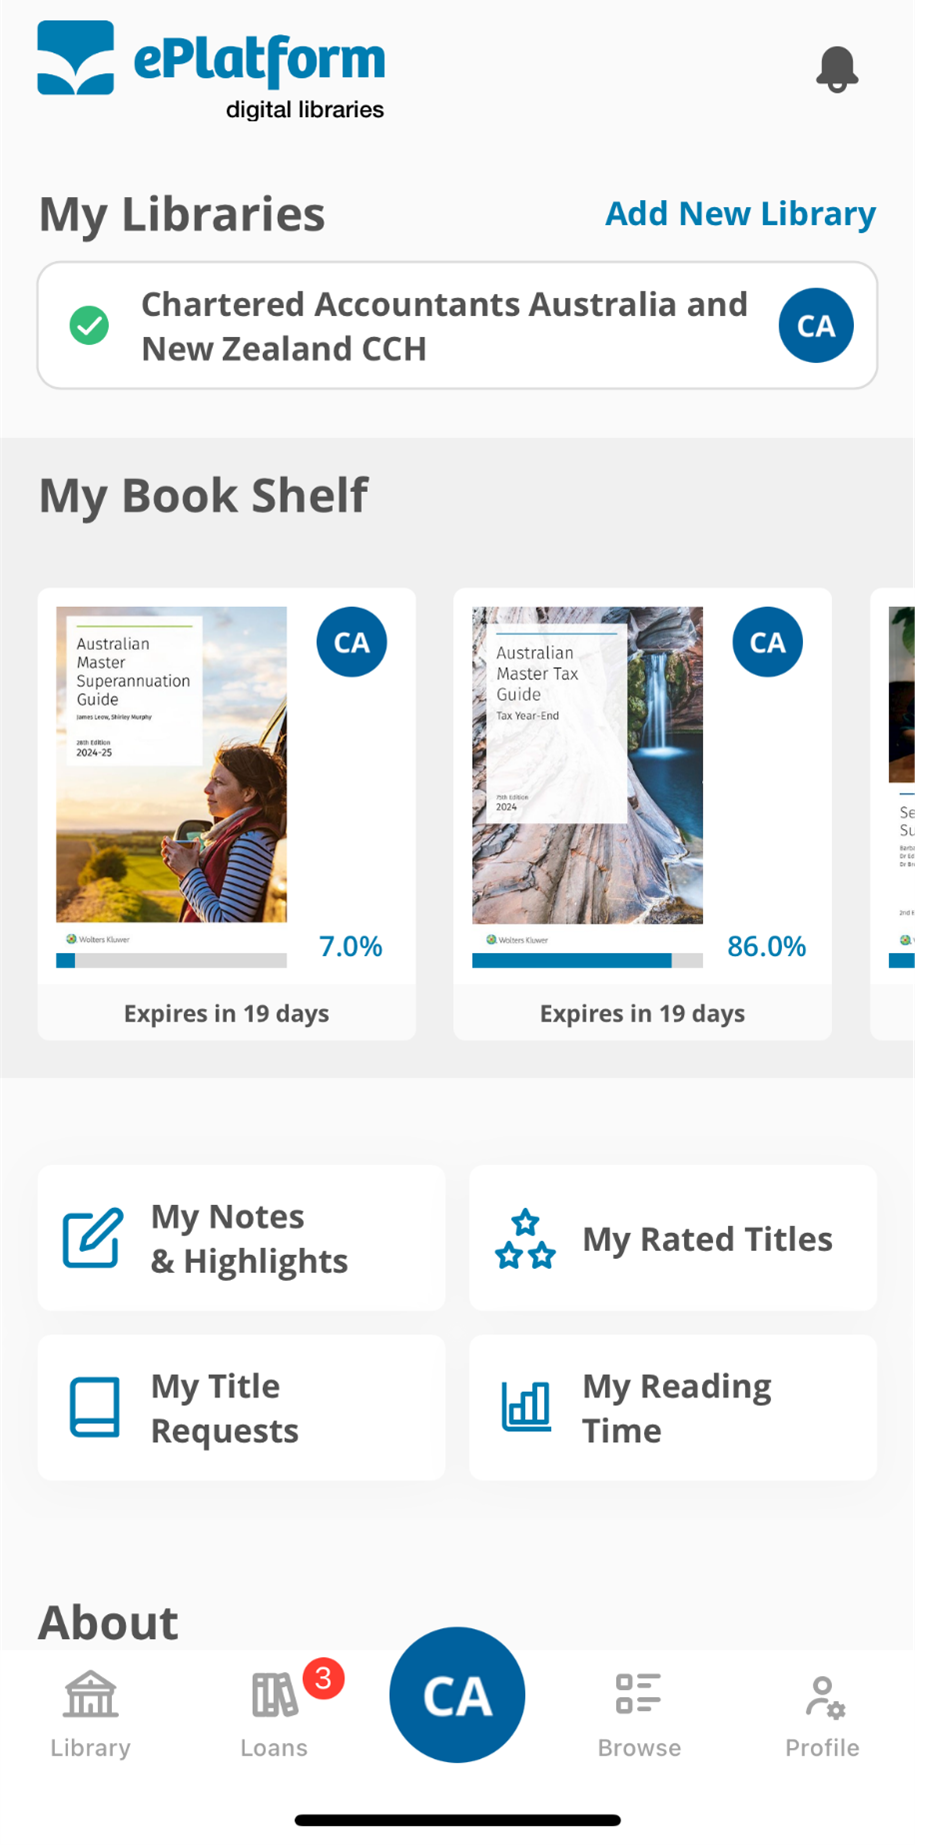 ePlatform
digital libraries
My Libraries
Add New Library
Chartered Accountants Australia and
New Zealand CCH
CA
My Book Shelf
Australian
Master
Superannuation
Guide
James Leow, Shirley Murphy
28th Edition
2024-25
Wolters Kluwer
CA
7.0%
Expires in 19 days
Australian
Master Tax
Guide
Tax Year-End
75th Edition
2024
Wolters Kluwer
CA
86.0%
Expires in 19 days
Se
Su
Dr Ed
Dr Br
My Notes
& Highlights
My Rated Titles
My Title
Requests
My Reading
Time
About
Library
Loans
3
CA
Browse
Profile